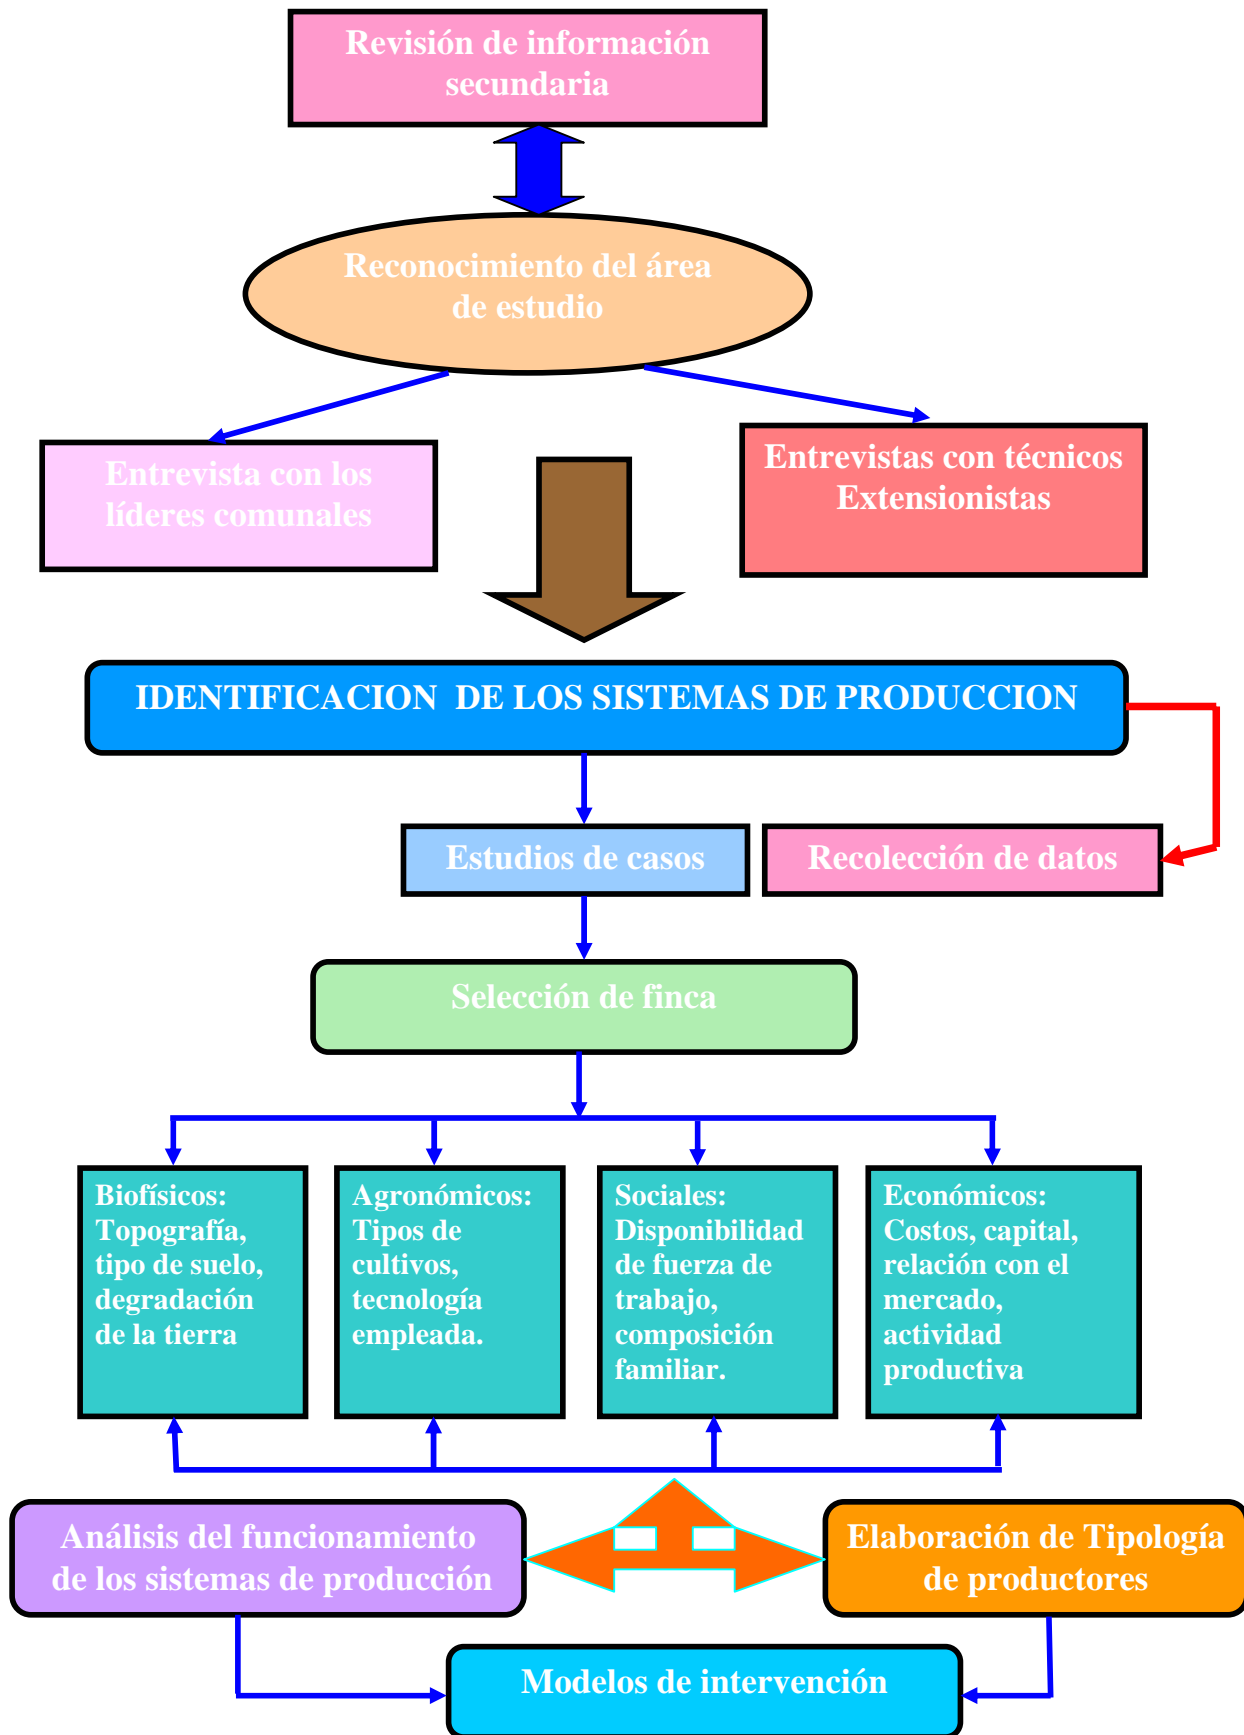 Revisión de información
secundaria
Reconocimiento del área
de estudio
Entrevista con los
líderes comunales
Entrevistas con técnicos
Extensionistas
IDENTIFICACION  DE LOS SISTEMAS DE PRODUCCION
Estudios de casos
Recolección de datos
Selección de finca
Biofísicos:
Topografía,
tipo de suelo,
degradación
de la tierra
Agronómicos:
Tipos de
cultivos,
tecnología
empleada.
Sociales:
Disponibilidad
de fuerza de
trabajo,
composición
familiar.
Económicos:
Costos, capital,
relación con el
mercado,
actividad
productiva
Análisis del funcionamiento
de los sistemas de producción
Elaboración de Tipología
de productores
Modelos de intervención